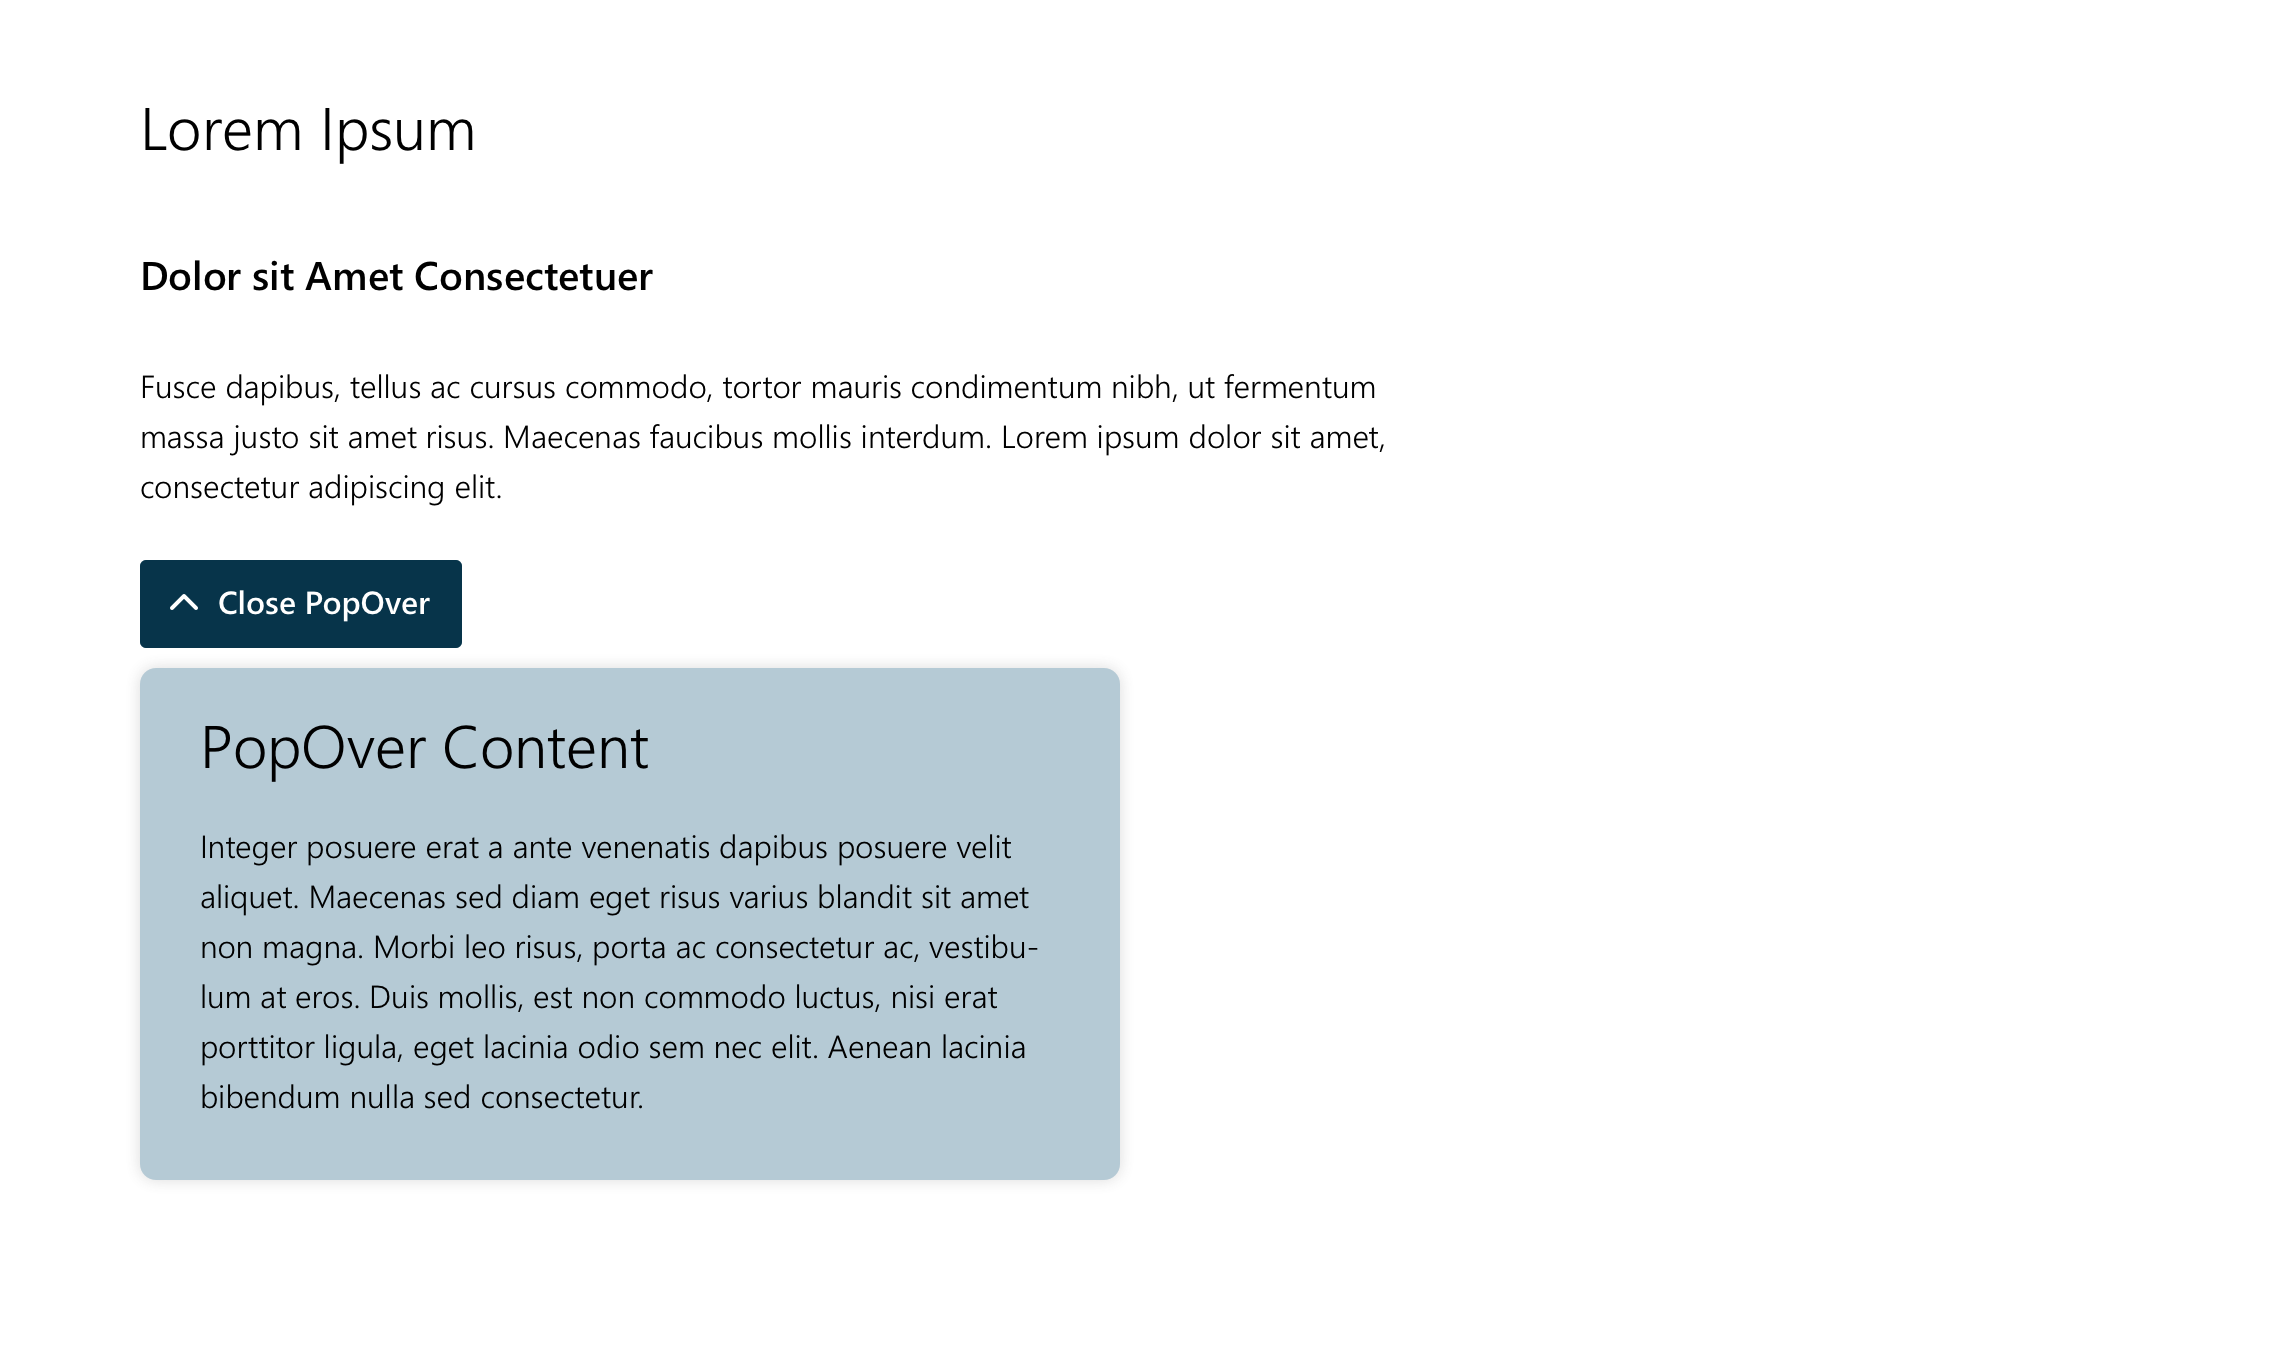 Lorem Ipsum
Dolor sit Amet Consectetuer
Fusce dapibus, tellus ac cursus commodo, tortor mauris condimentum nibh, ut fermentum
massa justo sit amet risus. Maecenas faucibus mollis interdum. Lorem ipsum dolor sit amet,
consectetur adipiscing elit.
Close PopOver
PopOver Content
Integer posuere erat a ante venenatis dapibus posuere velit
aliquet. Maecenas sed diam eget risus varius blandit sit amet
non magna. Morbi leo risus, porta ac consectetur ac, vestibu-
lum at eros. Duis mollis, est non commodo luctus, nisi erat
porttitor ligula, eget lacinia odio sem nec elit. Aenean lacinia
bibendum nulla sed consectetur.